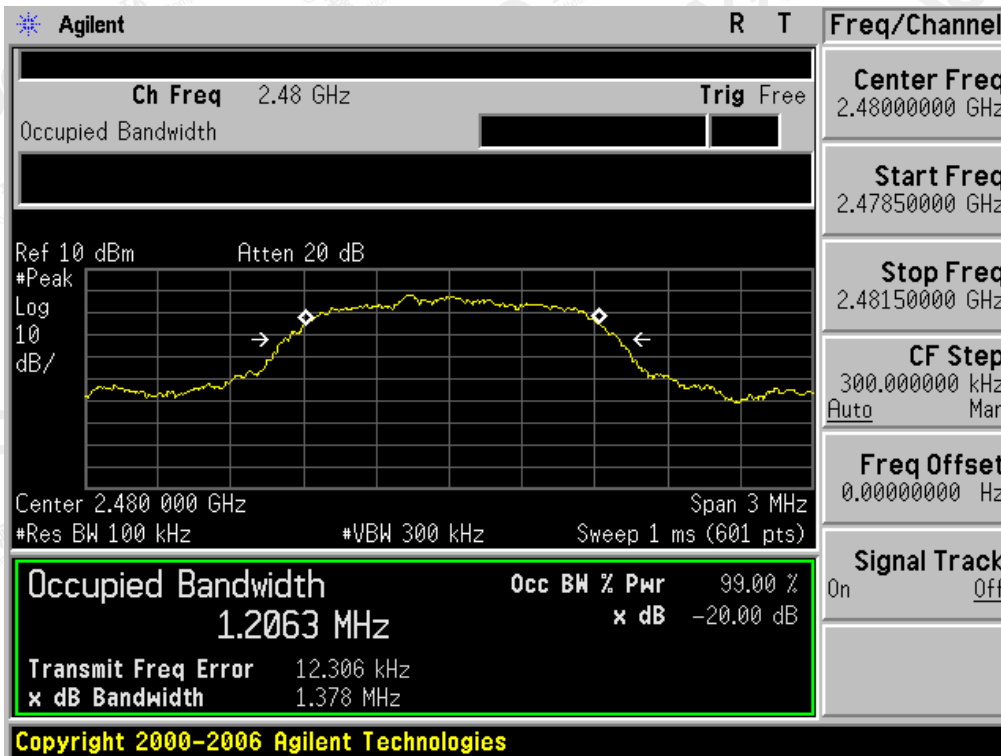 Agilent R T
Ch Freq 2.48 GHz Trig Free
Occupied Bandwidth
Ref 10 dBm Atten 20 dB
#Peak
Log
10
dB/
Center 2.480 000 GHz Span 3 MHz
#Res BW 100 kHz #VBW 300 kHz Sweep 1 ms (601 pts)
Occupied Bandwidth Occ BW % Pwr 99.00 %
1.2063 MHz x dB -20.00 dB
Transmit Freq Error 12.306 kHz
x dB Bandwidth 1.378 MHz
Copyright 2000-2006 Agilent Technologies
Freq/Channel
Center Freq
2.48000000 GHz
Start Freq
2.47850000 GHz
Stop Freq
2.48150000 GHz
CF Step
300.000000 kHz
Auto Man
Freq Offset
0.00000000 Hz
Signal Track
On Off